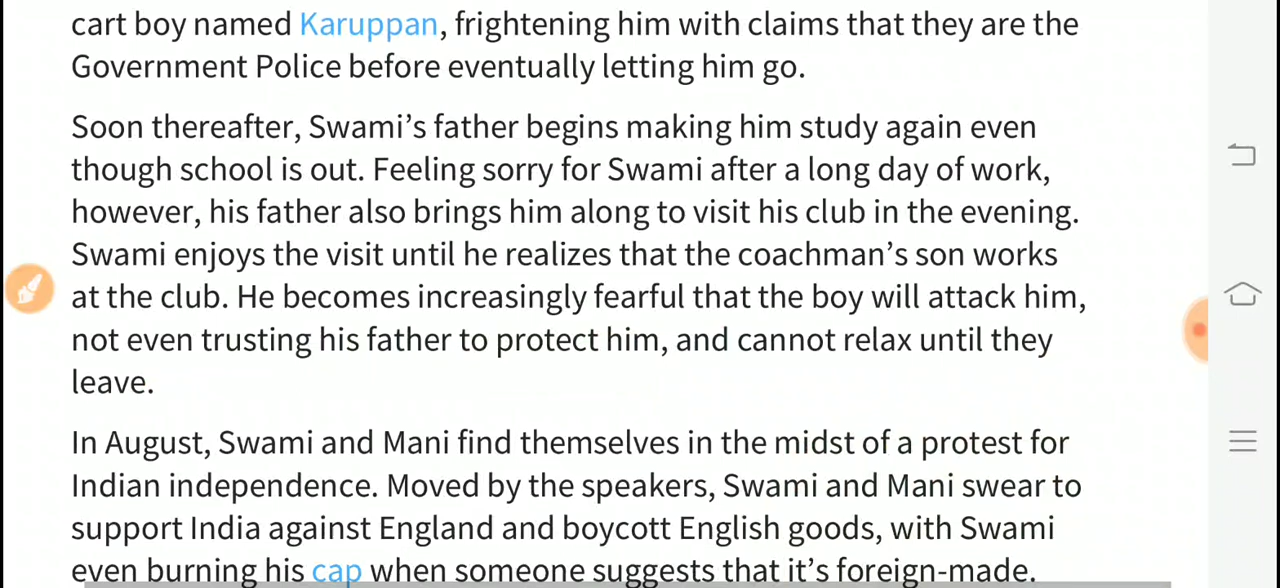 cart boy named Karuppan, frightening him with claims that they are the
Government Police before eventually letting him go.
Soon thereafter, Swami’s father begins making him study again even
though school is out. Feeling sorry for Swami after a long day of work,
however, his father also brings him along to visit his club in the evening.
Swami enjoys the visit until he realizes that the coachman’s son works
at the club. He becomes increasingly fearful that the boy will attack him,
not even trusting his father to protect him, and cannot relax until they
leave.
In August, Swami and Mani find themselves in the midst of a protest for
Indian independence. Moved by the speakers, Swami and Mani swear to
support India against England and boycott English goods, with Swami
even burning his cap when someone suggests that it’s foreign-made.